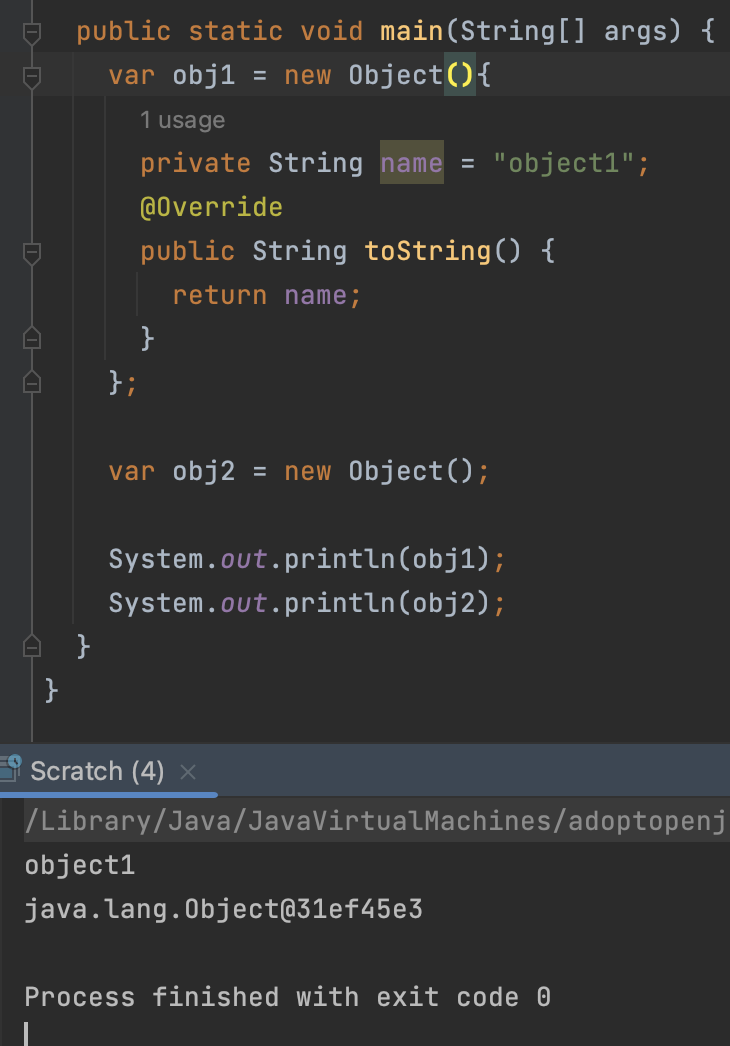 public static void main(String[] args) {
var obj1 = new Object(){
1 usage
private String name = "object1";
@Override
public String toString() {
return name;
}
};
var obj2 = new Object();
System.out.println(obj1);
System.out.println(obj2);
}
}
Scratch (4)
/Library/Java/JavaVirtualMachines/adoptopenj
object1
java.lang.Object@31ef45e3
Process finished with exit code 0